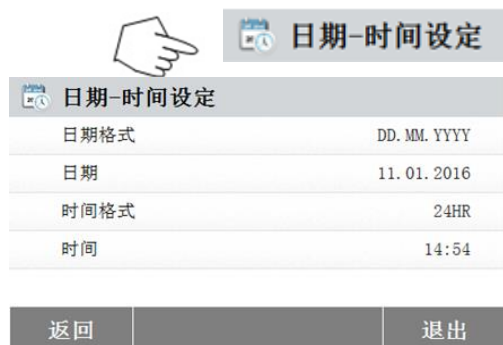 日期-时间设定
日期-时间设定
日期格式 DD.MM.YYYY
日期 11.01.2016
时间格式 24HR
时间 14:54
返回 退出